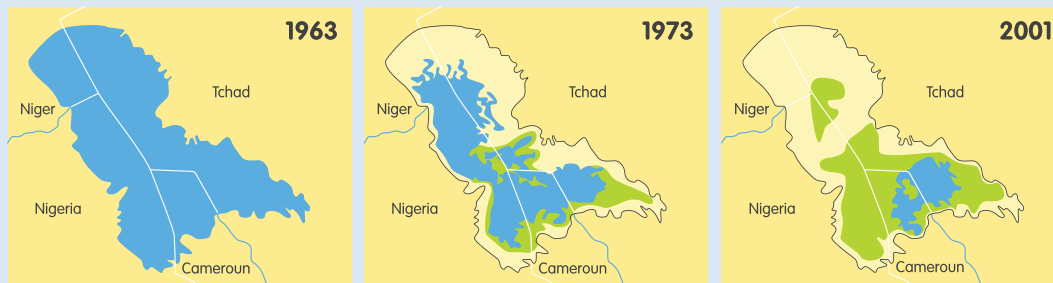 1963
Niger
Tchad
Nigeria
Cameroun
1973
Niger
Tchad
Nigeria
Cameroun
2001
Niger
Tchad
Nigeria
Cameroun